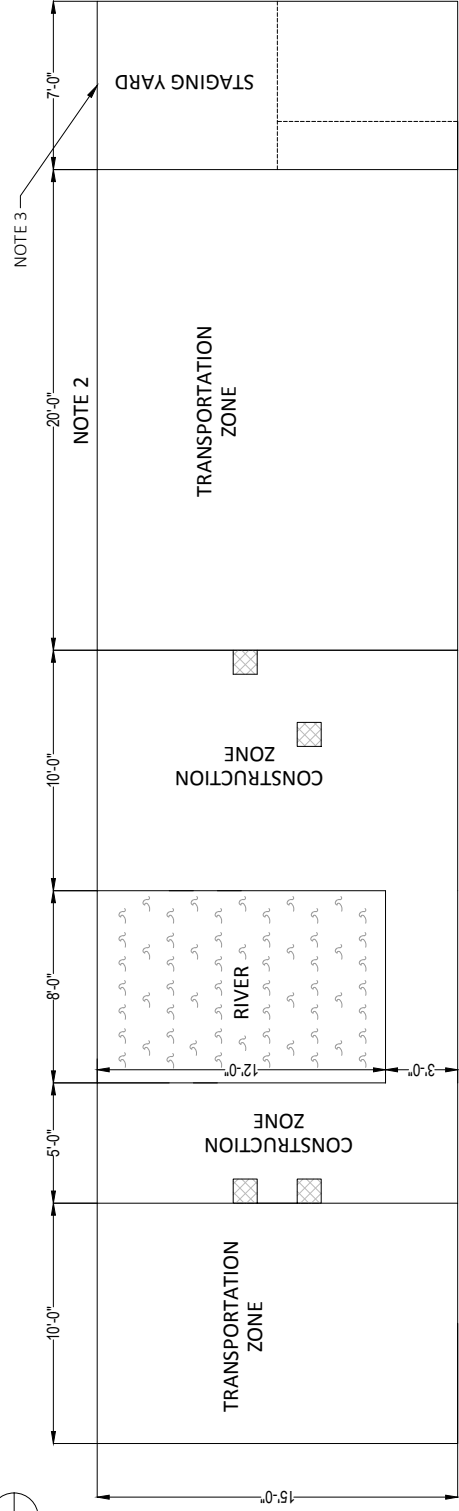 NOTE 3
7'-0"
STAGING YARD
20'-0"
NOTE 2
TRANSPORTATION
ZONE
10'-0"
CONSTRUCTION
ZONE
8'-0"
RIVER
12'-0"
3'-0"
5'-0"
CONSTRUCTION
ZONE
10'-0"
TRANSPORTATION
ZONE
15'-0"